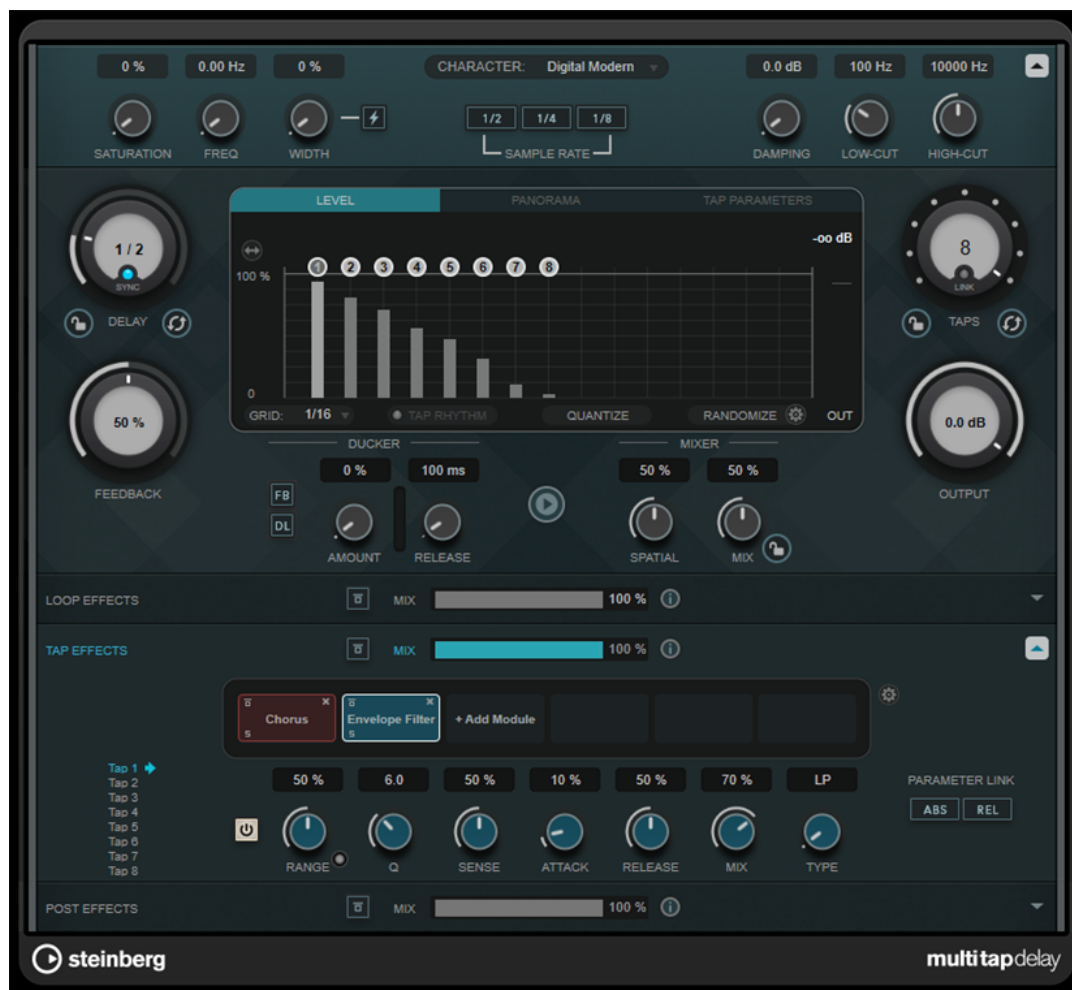 0 %
0.00 Hz
0 %
CHARACTER: Digital Modern
0.0 dB
100 Hz
10000 Hz
1/2
1/4
1/8
SATURATION
FREQ
WIDTH
SAMPLE RATE
DAMPING
LOW-CUT
HIGH-CUT
LEVEL
PANORAMA
TAP PARAMETERS
1 / 2
SYNC
DELAY
-oo dB
100 %
1 2 3 4 5 6 7 8
0
GRID: 1/16
TAP RHYTHM
QUANTIZE
RANDOMIZE
OUT
8
LINK
TAPS
50 %
FEEDBACK
0.0 dB
OUTPUT
DUCKER
0 %
100 ms
FB
DL
AMOUNT
RELEASE
MIXER
50 %
50 %
SPATIAL
MIX
LOOP EFFECTS
MIX
100 %
TAP EFFECTS
MIX
100 %
Chorus
S
Envelope Filter
S
+ Add Module
Tap 1
Tap 2
Tap 3
Tap 4
Tap 5
Tap 6
Tap 7
Tap 8
50 %
6.0
50 %
10 %
50 %
70 %
LP
RANGE
Q
SENSE
ATTACK
RELEASE
MIX
TYPE
PARAMETER LINK
ABS
REL
POST EFFECTS
MIX
100 %
steinberg
multitapdelay